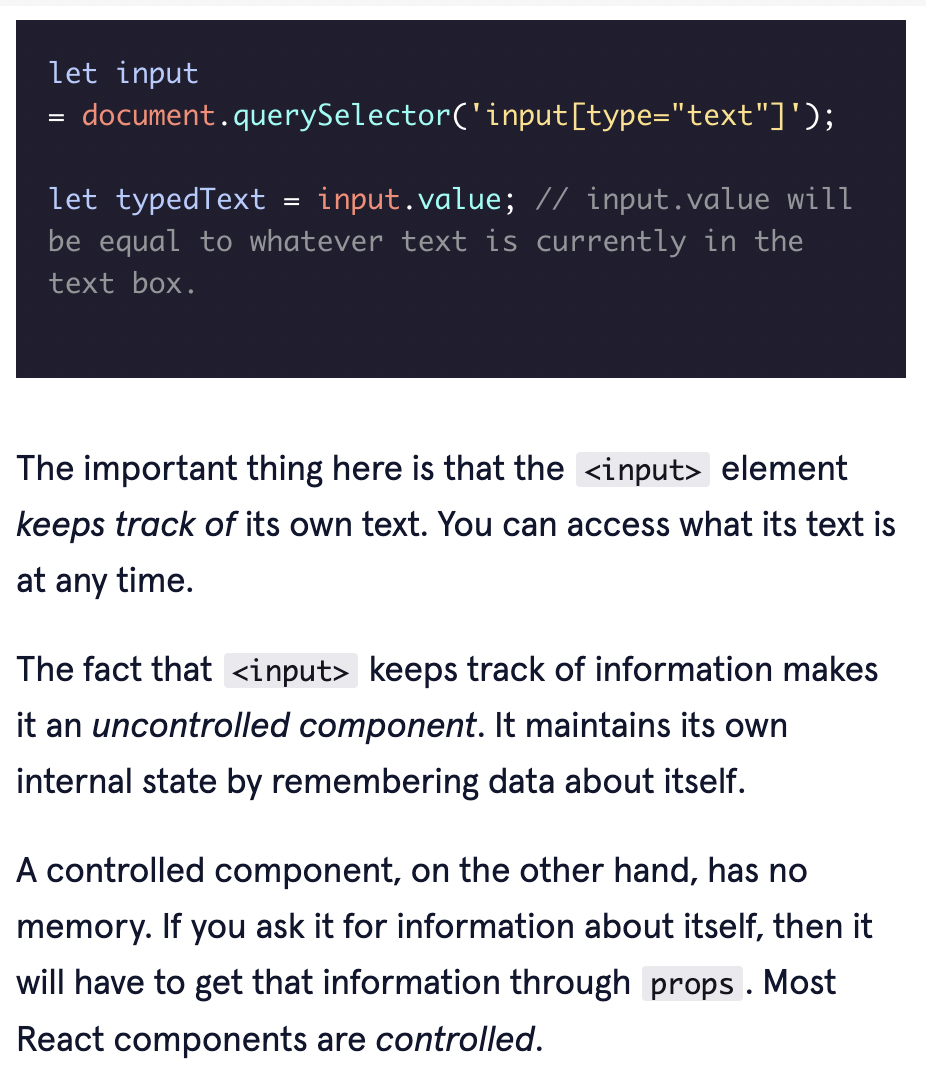 let input
= document.querySelector('input[type="text"]');
let typedText = input.value; // input.value will
be equal to whatever text is currently in the
text box.
The important thing here is that the <input> element
keeps track of its own text. You can access what its text is
at any time.
The fact that <input> keeps track of information makes
it an uncontrolled component. It maintains its own
internal state by remembering data about itself.
A controlled component, on the other hand, has no
memory. If you ask it for information about itself, then it
will have to get that information through props. Most
React components are controlled.